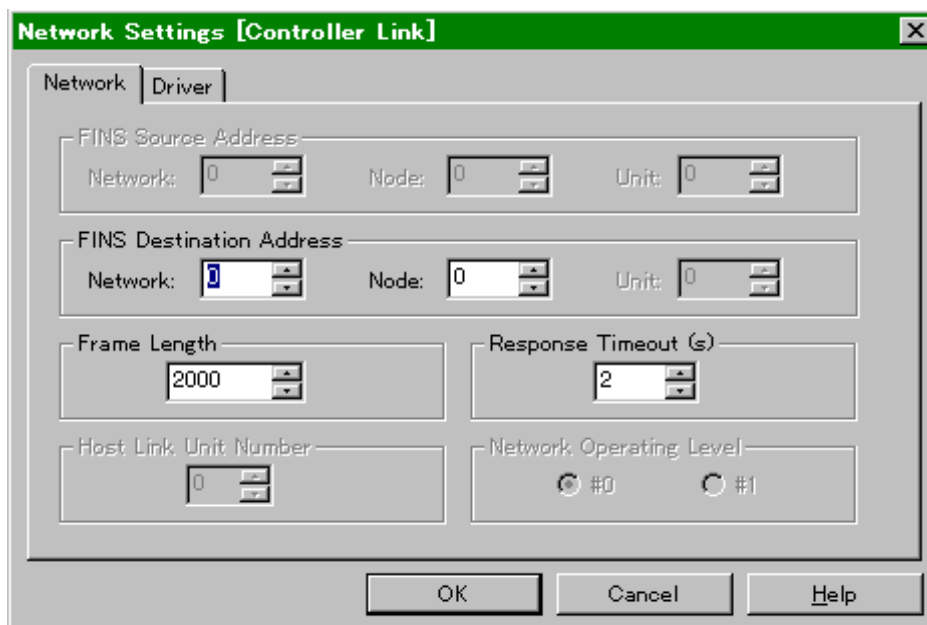 Network Settings [Controller Link]
Network Driver
FINS Source Address
Network: 0 Node: 0 Unit: 0
FINS Destination Address
Network: 0 Node: 0 Unit: 0
Frame Length Response Timeout (s)
2000 2
Host Link Unit Number Network Operating Level
0 #0 #1
OK Cancel Help